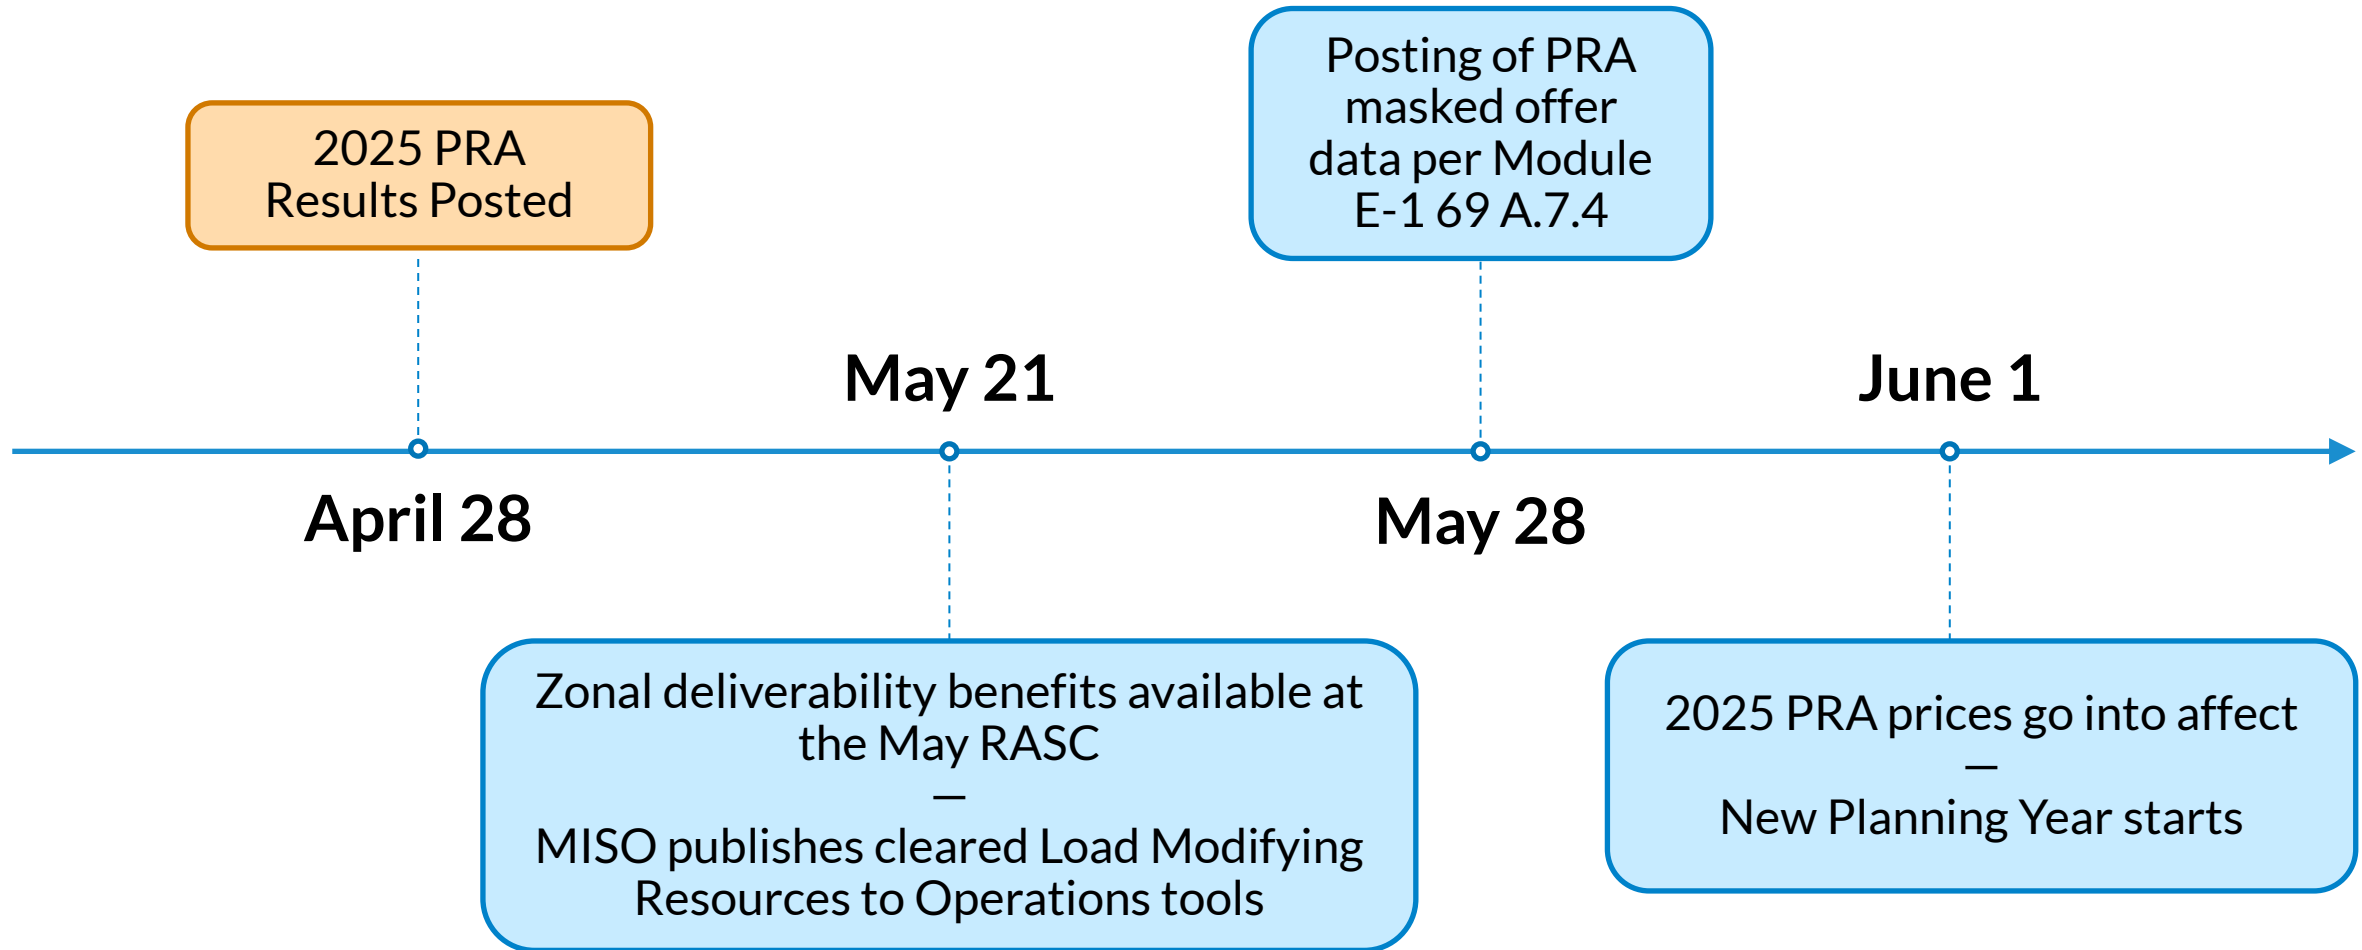 2025 PRA
Results Posted
April 28
May 21
Zonal deliverability benefits available at
the May RASC
—
MISO publishes cleared Load Modifying
Resources to Operations tools
Posting of PRA
masked offer
data per Module
E-1 69 A.7.4
May 28
June 1
2025 PRA prices go into affect
—
New Planning Year starts